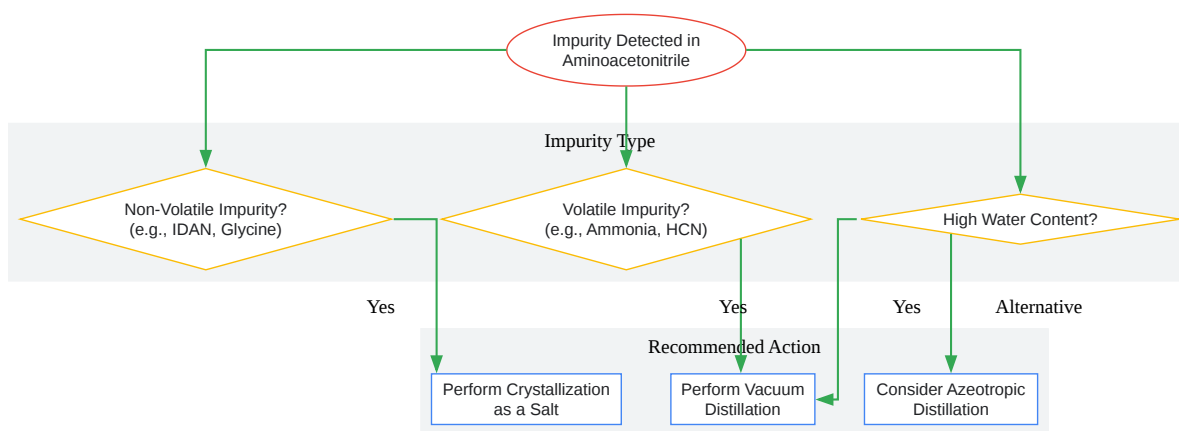 Impurity Detected in
Aminoacetonitrile
Impurity Type
Non-Volatile Impurity?
(e.g., IDAN, Glycine)
Volatile Impurity?
(e.g., Ammonia, HCN)
High Water Content?
Yes
Yes
Yes
Alternative
Recommended Action
Perform Crystallization
as a Salt
Perform Vacuum
Distillation
Consider Azeotropic
Distillation